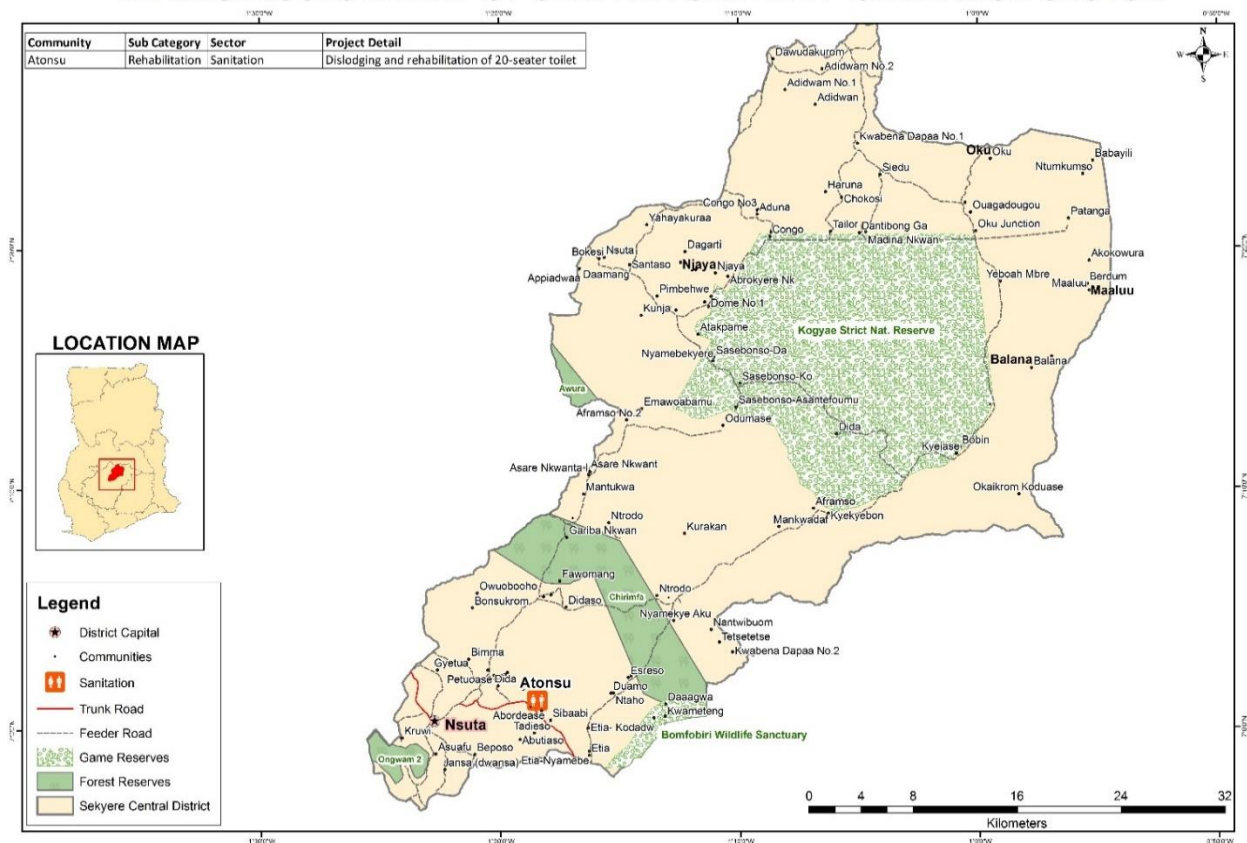 Community Sub Category Sector Project Detail
Atonsu Rehabilitation Sanitation Dislodging and rehabilitation of 20-seater toilet
N
W E
S
Dawudakurom
Adidwam No.2
Adidwam No.1
Adidwan
Kwabena Dapaa No.1
Oku Oku
Babayili
Ntumkumso
Siedu
Haruna
Chokosi
Congo No3
Aduna
Ouagadougou
Patanga
Yahayakuraa
Congo
Tailor
Dantibong Ga
Oku Junction
Madina Nkwan
Dagarti
Bokesi
Nsuta
Santaso
Njaya Njaya
Akokowura
Appiadwaa
Daamang
Abrokyere Nk
Yeboah Mbre
Berdum
Maaluu
Maaluu
Pimbehwe
Dome No.1
Kunja
Atakpame
Kogyae Strict Nat. Reserve
LOCATION MAP
Nyamebekyere
Sasebonso-Da
Balana Balana
Sasebonso-Ko
Awura
Emawoabamu
Sasebonso-Asantefoumu
Aframso No.2
Odumase
Dida
Bobin
Kyeiase
Asare Nkwanta-I
Asare Nkwant
Mantukwa
Okaikrom Koduase
Aframso
Kyekyebon
Ntrodo
Mankwadai
Gariba Nkwan
Kurakan
Fawomang
Owuobooho
Chirimfa
Ntrodo
Bonsukrom
Didaso
Nyamekye Aku
Nantwibuom
Tetsetetse
Kwabena Dapaa No.2
Legend
District Capital
Communities
Sanitation
Trunk Road
Feeder Road
Game Reserves
Forest Reserves
Sekyere Central District
Bimma
Gyetua
Esreso
Petuoase
Dida
Atonsu
Duamo
Ntaho
Daaagwa
Abordease
Sibaabi
Kwameteng
Nsuta
Kruwi
Tadieso
Etia- Kodadw
Bomfobiri Wildlife Sanctuary
Abutiaso
Asuafu
Beposo
Etia
Ongwam 2
Jansa (dwansa)
Etia-Nyamebe
0 2 4 8 16 24 32
Kilometers